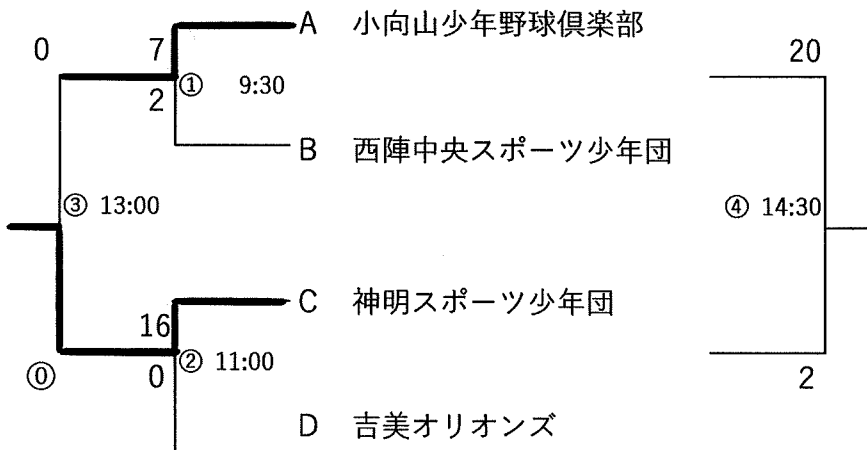 0 7 A 小向山少年野球倶楽部 20
2 ① 9:30
B 西陣中央スポーツ少年団
③ 13:00 ④ 14:30
C 神明スポーツ少年団
16
⓪ 0 ② 11:00 2
D 吉美オリオンズ